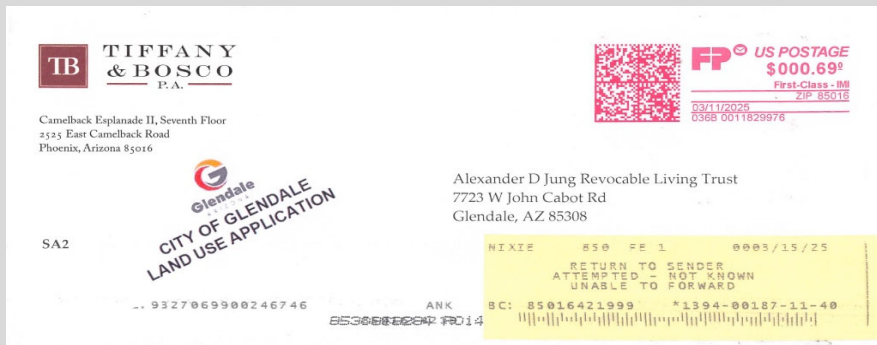 TB
TIFFANY
& BOSCO
P.A.
Camelback Esplanade II, Seventh Floor
2525 East Camelback Road
Phoenix, Arizona 85016
FP US POSTAGE
$000.69⁰
First-Class - IMI
ZIP 85016
03/11/2025
036B 0011829976
Glendale
ARIZONA
CITY OF GLENDALE
LAND USE APPLICATION
SA2
Alexander D Jung Revocable Living Trust
7723 W John Cabot Rd
Glendale, AZ 85308
NIXIE 850 FE 1 0003/15/25
RETURN TO SENDER
ATTEMPTED - NOT KNOWN
UNABLE TO FORWARD
9327069900246746
ANK
BC: 85016421999 *1394-00187-11-40